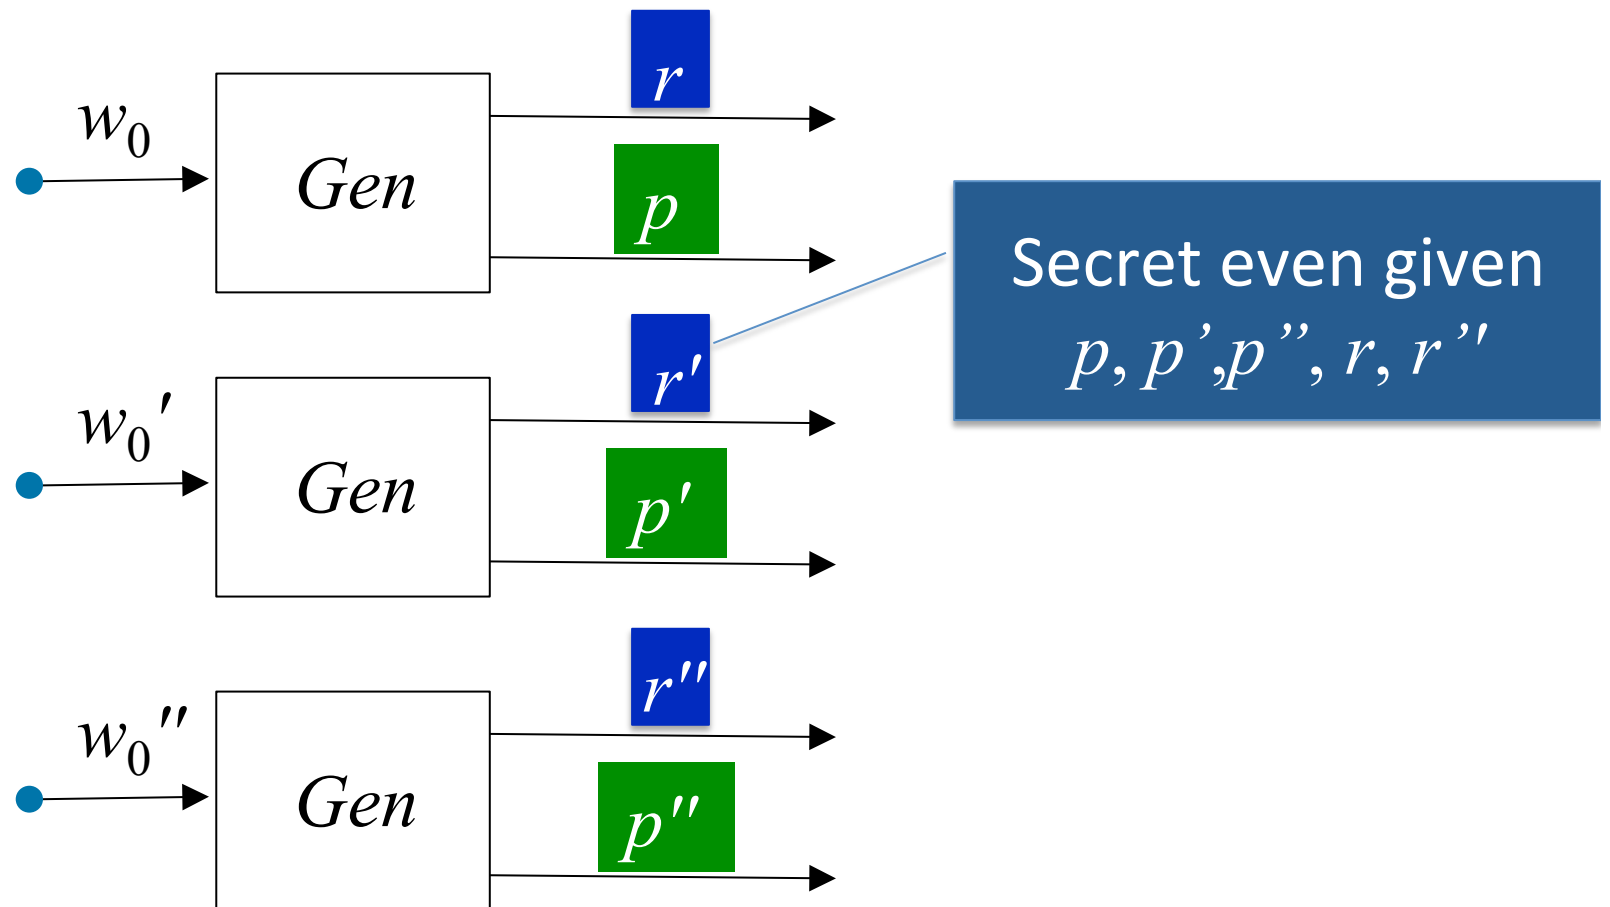 r
w₀
Gen
p
Secret even given
p, p’,p”, r, r’'
r'
w₀'
Gen
p'
r''
w₀''
Gen
p''